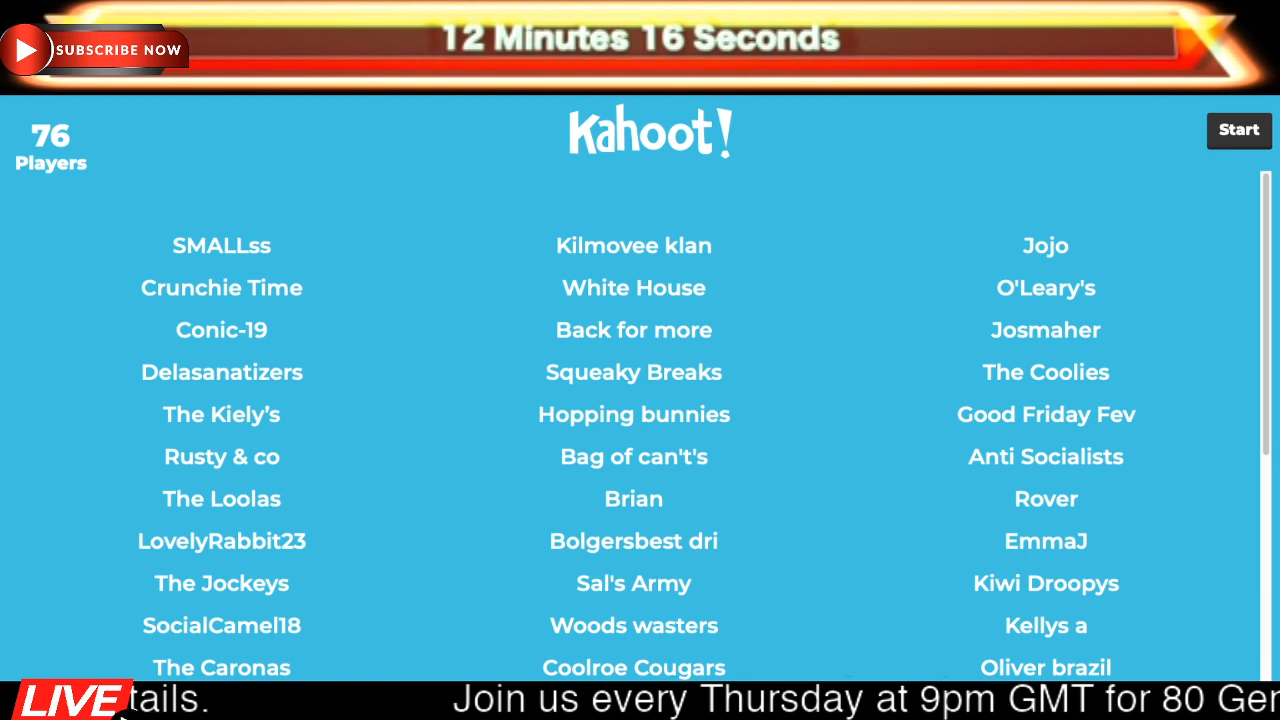 12 Minutes 16 Seconds
SUBSCRIBE NOW
76
Players
Kahoot!
Start
SMALLss Kilmovee klan Jojo
Crunchie Time White House O'Leary's
Conic-19 Back for more Josmaher
Delasanatizers Squeaky Breaks The Coolies
The Kiely’s Hopping bunnies Good Friday Fev
Rusty & co Bag of can't's Anti Socialists
The Loolas Brian Rover
LovelyRabbit23 Bolgersbest dri EmmaJ
The Jockeys Sal's Army Kiwi Droopys
SocialCamel18 Woods wasters Kellys a
The Caronas Coolroe Cougars Oliver brazil
LIVE tails. Join us every Thursday at 9pm GMT for 80 Ger